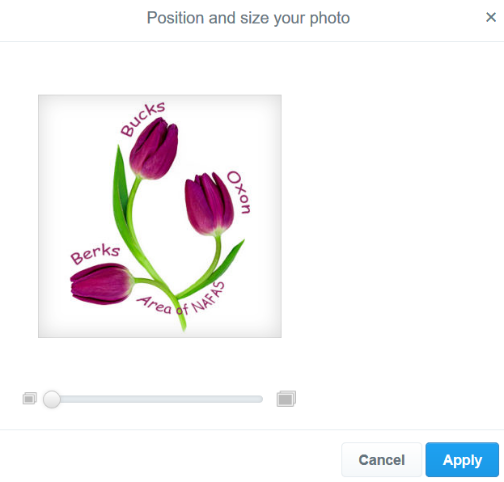 Position and size your photo
Bucks
Oxon
Berks
Area of NAFAS
Cancel
Apply